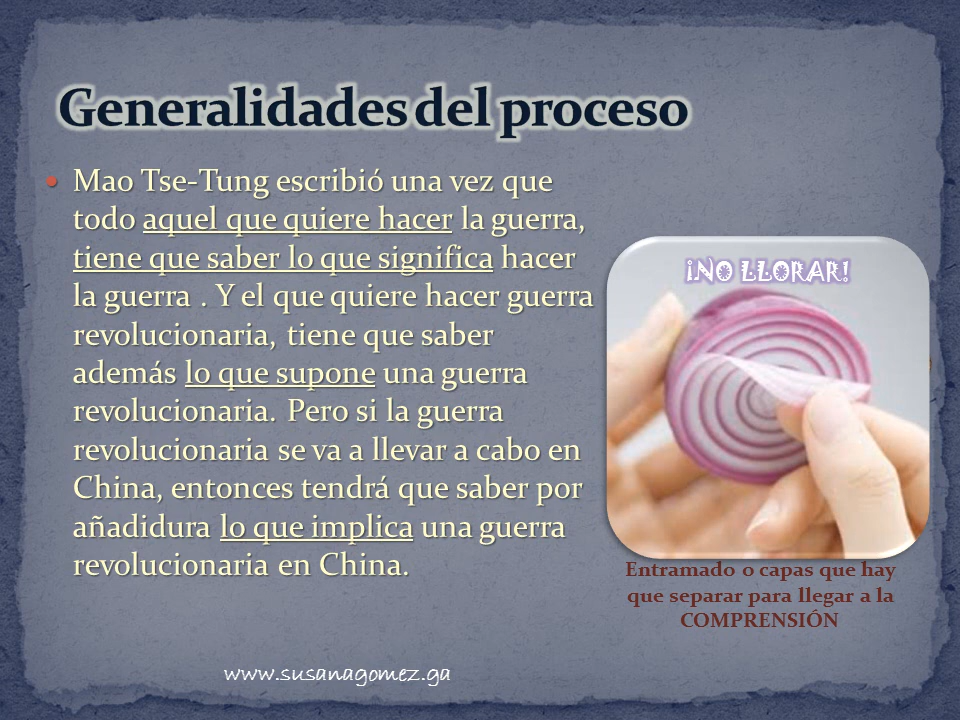 Generalidades del proceso
Mao Tse-Tung escribió una vez que
todo aquel que quiere hacer la guerra,
tiene que saber lo que significa hacer
la guerra . Y el que quiere hacer guerra
revolucionaria, tiene que saber
además lo que supone una guerra
revolucionaria. Pero si la guerra
revolucionaria se va a llevar a cabo en
China, entonces tendrá que saber por
añadidura lo que implica una guerra
revolucionaria en China.
¡NO LLORAR!
Entramado o capas que hay
que separar para llegar a la
COMPRENSIÓN
www.susanagomez.ga